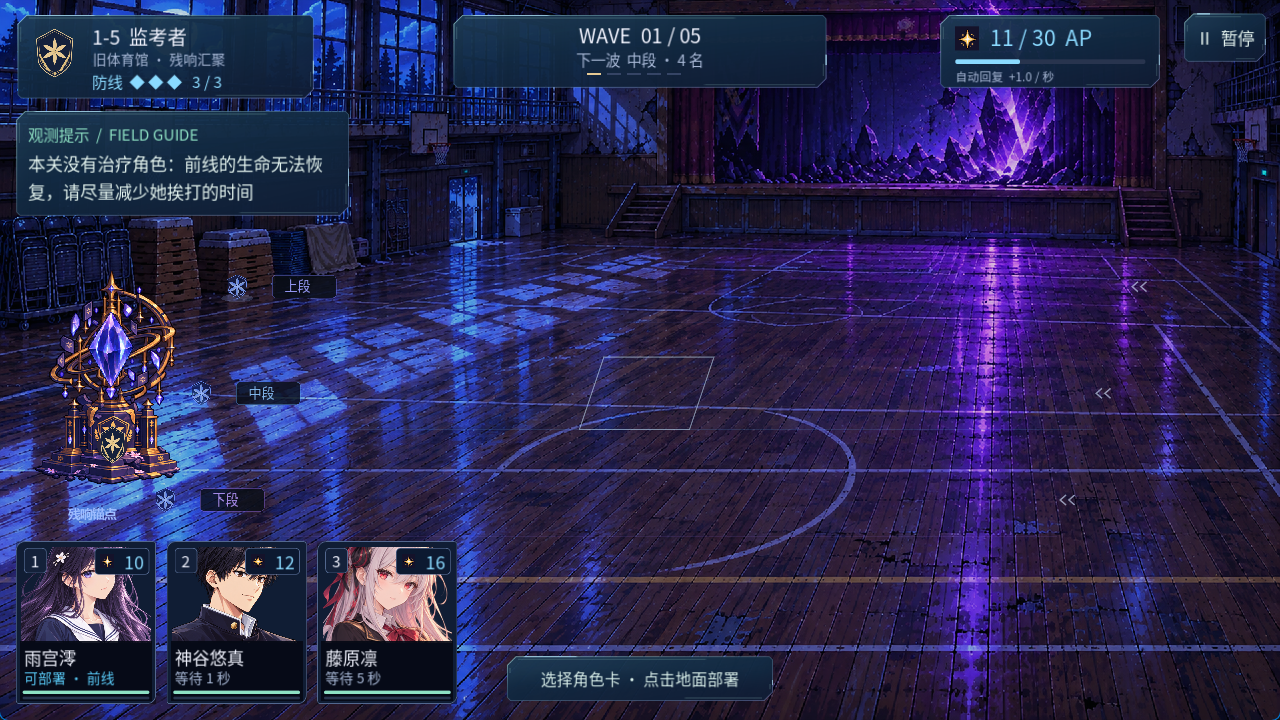 1-5 监考者
旧体育馆 · 残响汇聚
防线 3 / 3
WAVE 01 / 05
下一波 中段 · 4 名
11 / 30 AP
自动回复 +1.0 / 秒
暂停
观测提示 / FIELD GUIDE
本关没有治疗角色：前线的生命无法恢
复，请尽量减少她挨打的时间
上段
中段
下段
残响锚点
1 10
雨宫澪
可部署 · 前线
2 12
神谷悠真
等待 1 秒
3 16
藤原凛
等待 5 秒
选择角色卡 · 点击地面部署